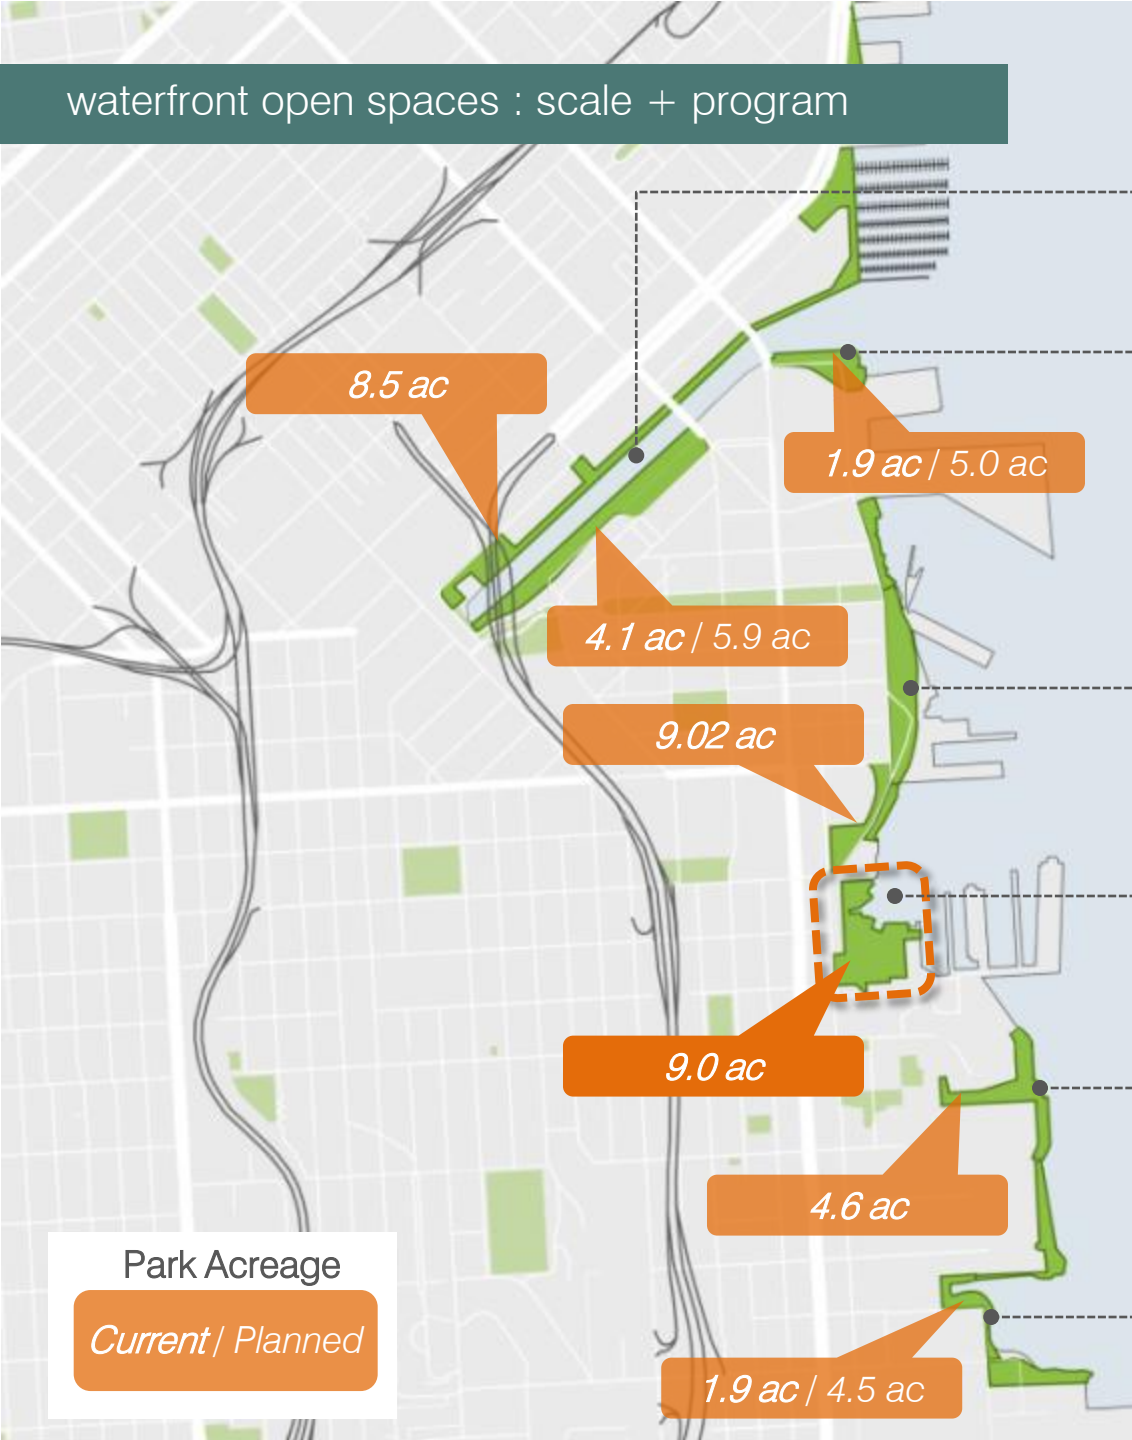 waterfront open spaces : scale + program
8.5 ac
1.9 ac / 5.0 ac
4.1 ac / 5.9 ac
9.02 ac
9.0 ac
4.6 ac
Park Acreage
Current / Planned
1.9 ac / 4.5 ac